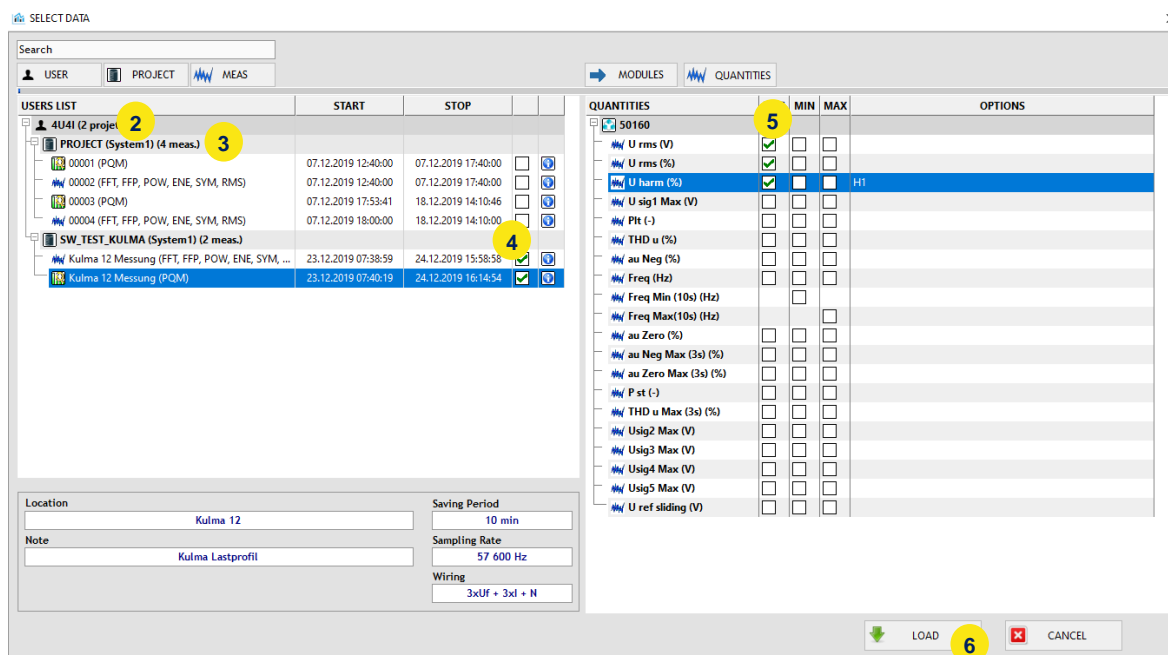 SELECT DATA
Search
USER PROJECT MEAS
MODULES QUANTITIES
USERS LIST START STOP
4U4I (2 2
PROJECT (System1) (4 meas.) 3
00001 (PQM) 07.12.2019 12:40:00 07.12.2019 17:40:00
00002 (FFT, FFP, POW, ENE, SYM, RMS) 07.12.2019 12:40:00 07.12.2019 17:40:00
00003 (PQM) 07.12.2019 17:53:41 18.12.2019 14:10:46
00004 (FFT, FFP, POW, ENE, SYM, RMS) 07.12.2019 18:00:00 18.12.2019 14:10:00
SW_TEST_KULMA (System1) (2 meas.) 4
Kulma 12 Messung (FFT, FFP, POW, ENE, SYM, ... 23.12.2019 07:38:59 24.12.2019 15:58:58
Kulma 12 Messung (PQM) 23.12.2019 07:40:19 24.12.2019 16:14:54
QUANTITIES MIN MAX OPTIONS
50160 5
U rms (V)
U rms (%)
U harm (%) H1
U sig1 Max (V)
Plt (-)
THD u (%)
au Neg (%)
Freq (Hz)
Freq Min (10s) (Hz)
Freq Max(10s) (Hz)
au Zero (%)
au Neg Max (3s) (%)
au Zero Max (3s) (%)
P st (-)
THD u Max (3s) (%)
Usig2 Max (V)
Usig3 Max (V)
Usig4 Max (V)
Usig5 Max (V)
U ref sliding (V)
Location
Kulma 12
Note
Kulma Lastprofil
Saving Period
10 min
Sampling Rate
57 600 Hz
Wiring
3xUf + 3xI + N
LOAD 6 CANCEL